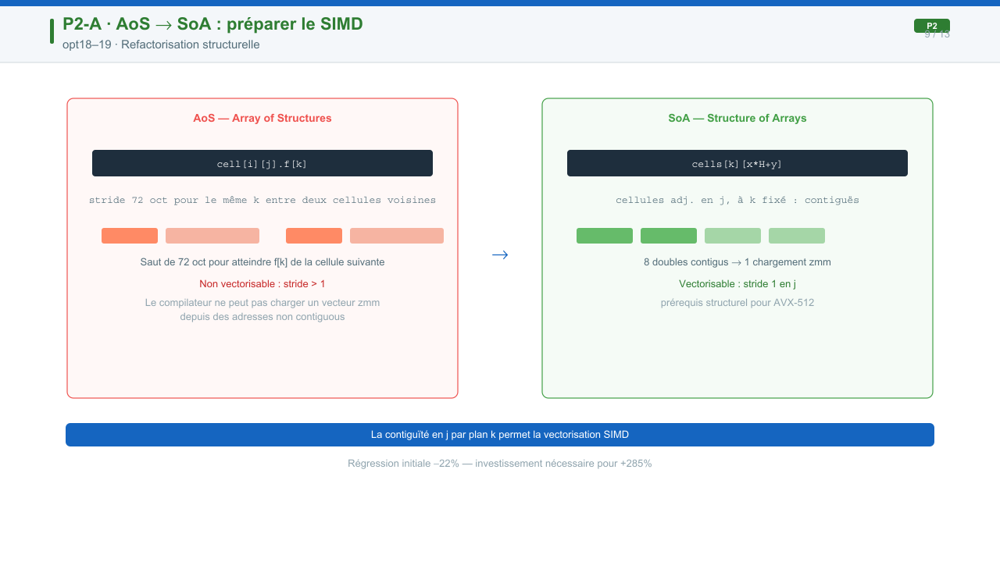 P2-A · AoS → SoA : préparer le SIMD
opt18–19 · Refactorisation structurelle
P2
9 / 13
AoS — Array of Structures
cell[i][j].f[k]
stride 72 oct pour le même k entre deux cellules voisines
Saut de 72 oct pour atteindre f[k] de la cellule suivante
Non vectorisable : stride > 1
Le compilateur ne peut pas charger un vecteur zmm
depuis des adresses non contiguous
→
SoA — Structure of Arrays
cells[k][x*H+y]
cellules adj. en j, à k fixé : contiguës
8 doubles contigus → 1 chargement zmm
Vectorisable : stride 1 en j
prérequis structurel pour AVX-512
La contiguïté en j par plan k permet la vectorisation SIMD
Régression initiale –22% — investissement nécessaire pour +285%